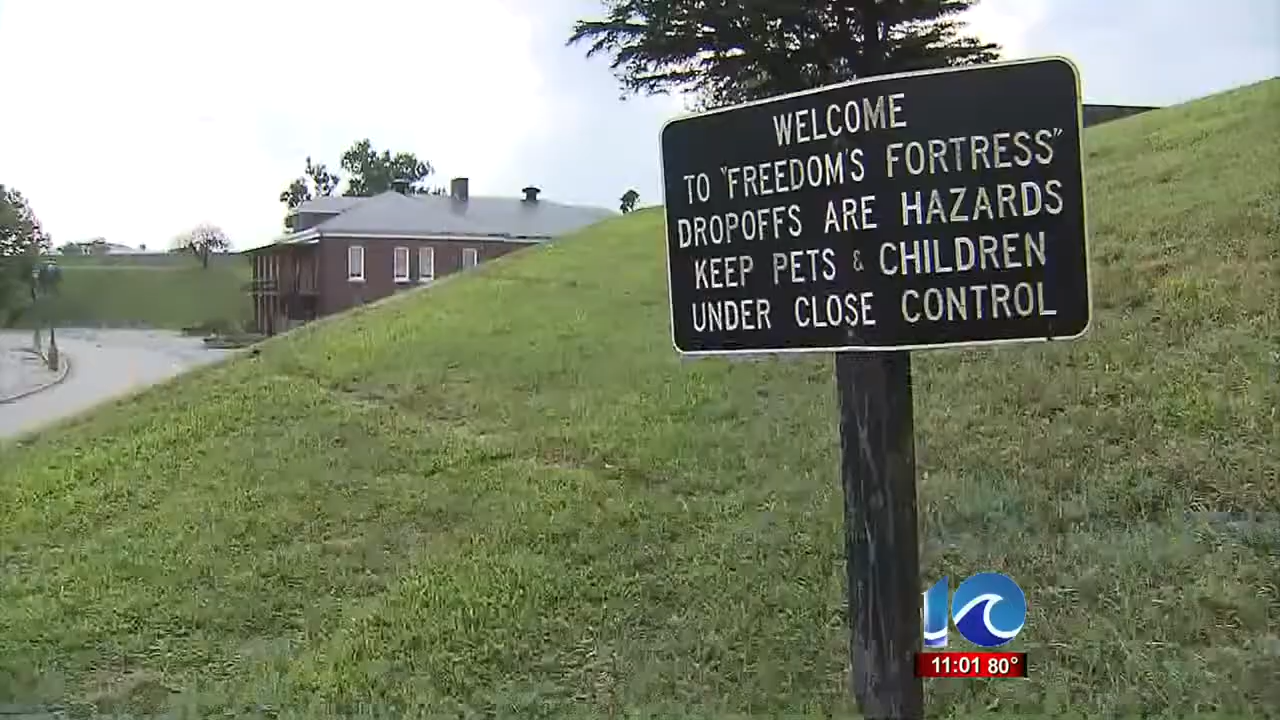 WELCOME
TO "FREEDOM'S FORTRESS"
DROPOFFS ARE HAZARDS
KEEP PETS & CHILDREN
UNDER CLOSE CONTROL
10
11:01 80°